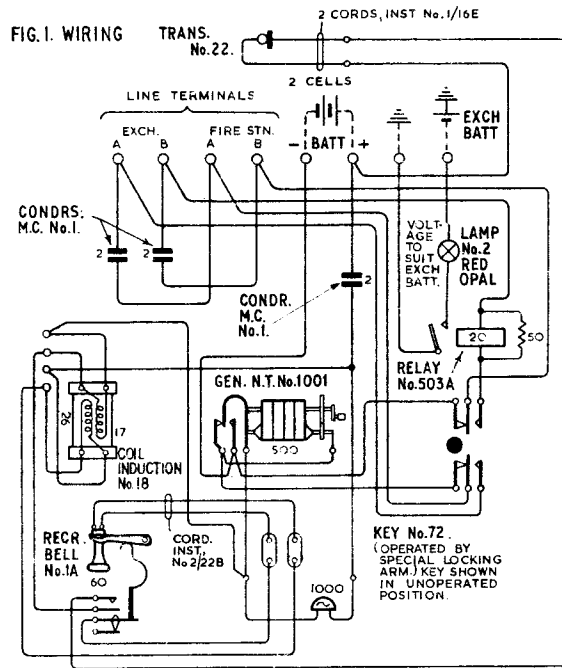 FIG. 1. WIRING
TRANS.
No.22.
2 CORDS, INST No.1/16E
2 CELLS
LINE TERMINALS
EXCH.
FIRE STN.
A
B
A
B
-
BATT
+
EXCH
BATT
CONDRS.
M.C. No.1.
2
2
CONDR.
M.C.
No.1.
2
VOLT-
AGE
TO
SUIT
EXCH
BATT.
LAMP
No.2
RED
OPAL
20
50
RELAY
No.503A
GEN. N.T. No.1001
500
26
17
COIL
INDUCTION
No.18
RECR.
BELL
No.1A
60
CORD.
INST,
No 2/22B
1000
KEY No.72.
(OPERATED BY
SPECIAL LOCKING
ARM.) KEY SHOWN
IN UNOPERATED
POSITION.